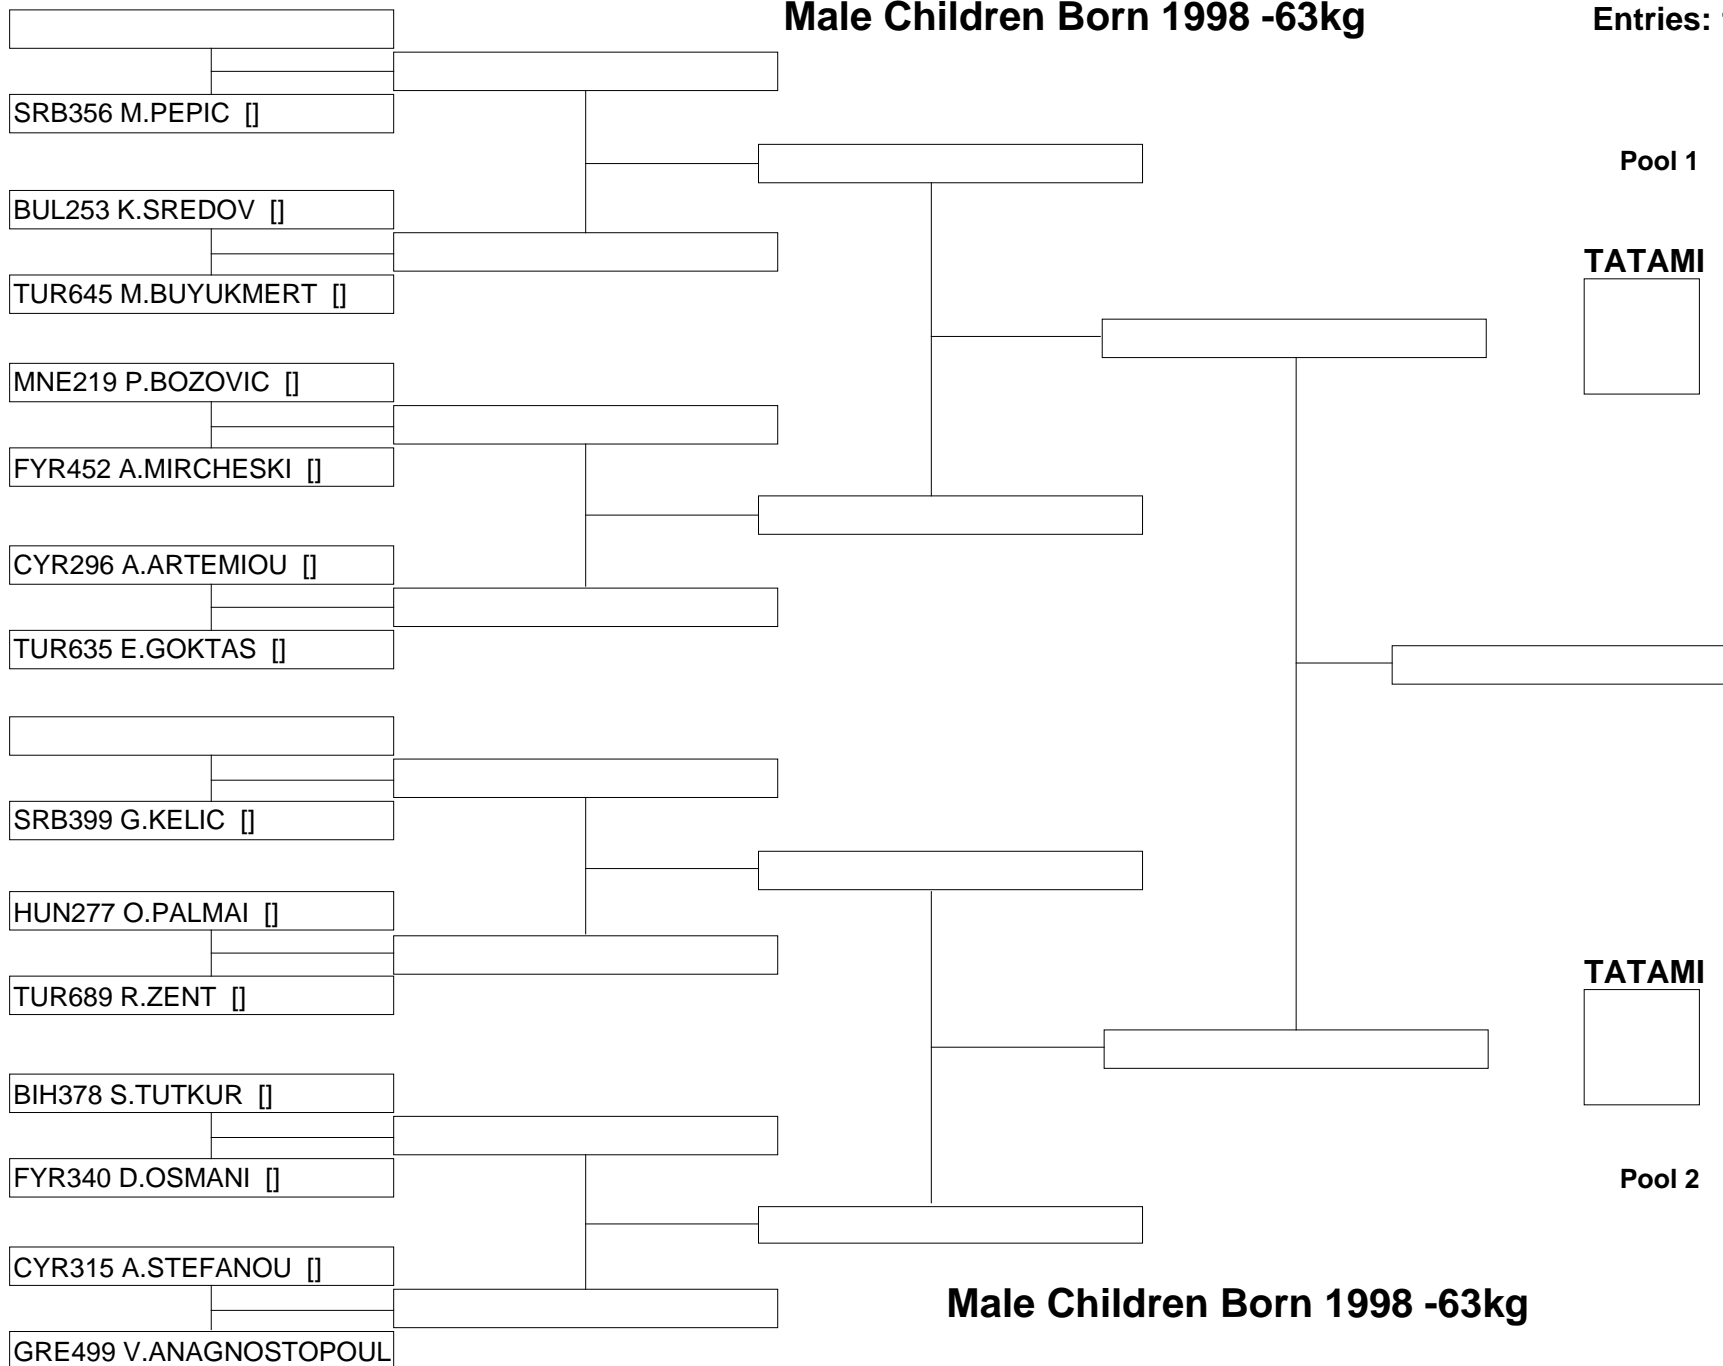 Male Children Born 1998 -63kg
Entries:
SRB356 M.PEPIC []
Pool 1
BUL253 K.SREDOV []
TATAMI
TUR645 M.BUYUKMERT []
MNE219 P.BOZOVIC []
FYR452 A.MIRCHESKI []
CYR296 A.ARTEMIOU []
TUR635 E.GOKTAS []
SRB399 G.KELIC []
HUN277 O.PALMAI []
TATAMI
TUR689 R.ZENT []
BIH378 S.TUTKUR []
FYR340 D.OSMANI []
Pool 2
CYR315 A.STEFANOU []
Male Children Born 1998 -63kg
GRE499 V.ANAGNOSTOPOUL